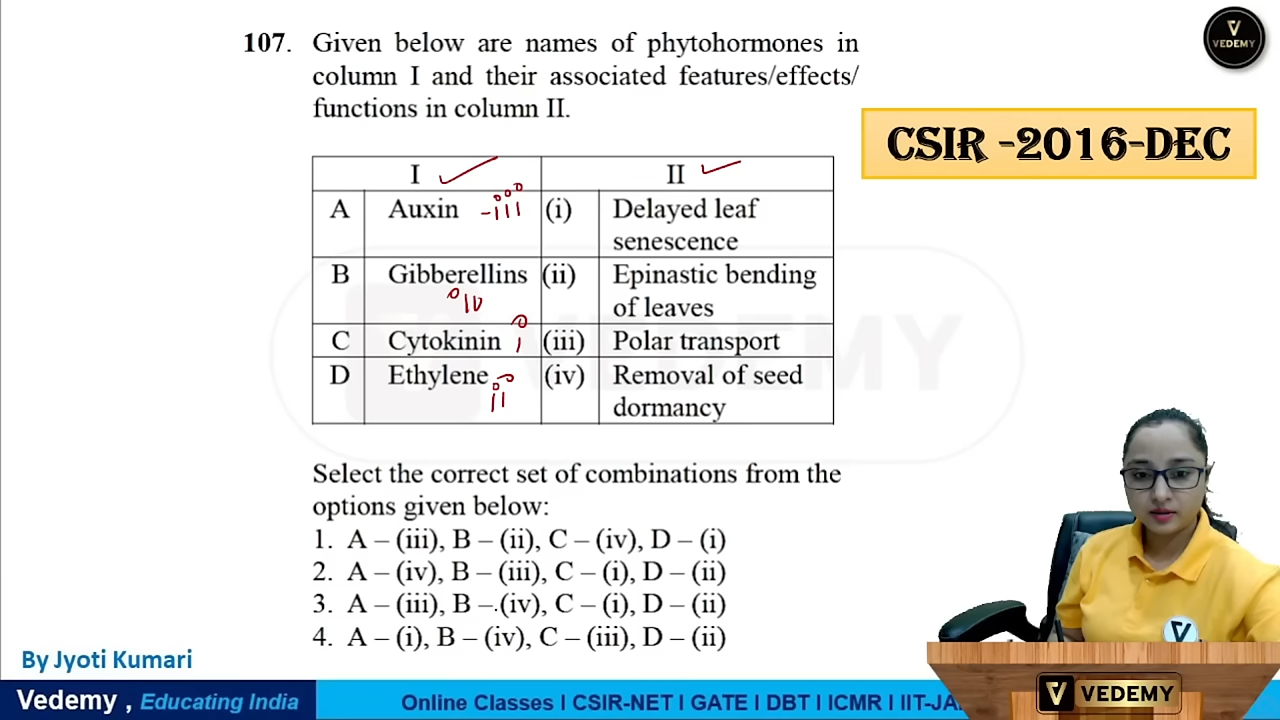 107. Given below are names of phytohormones in
column I and their associated features/effects/
functions in column II.
V
VEDEMY
CSIR -2016-DEC
I II
A Auxin -iii (i) Delayed leaf
senescence
B Gibberellins (ii) Epinastic bending
iv of leaves
C Cytokinin i (iii) Polar transport
D Ethylene (iv) Removal of seed
ii dormancy
VEDEMY
Select the correct set of combinations from the
options given below:
1. A – (iii), B – (ii), C – (iv), D – (i)
2. A – (iv), B – (iii), C – (i), D – (ii)
3. A – (iii), B – (iv), C – (i), D – (ii)
4. A – (i), B – (iv), C – (iii), D – (ii)
By Jyoti Kumari
V VEDEMY
Vedemy , Educating India
Online Classes I CSIR-NET I GATE I DBT I ICMR I IIT-JA